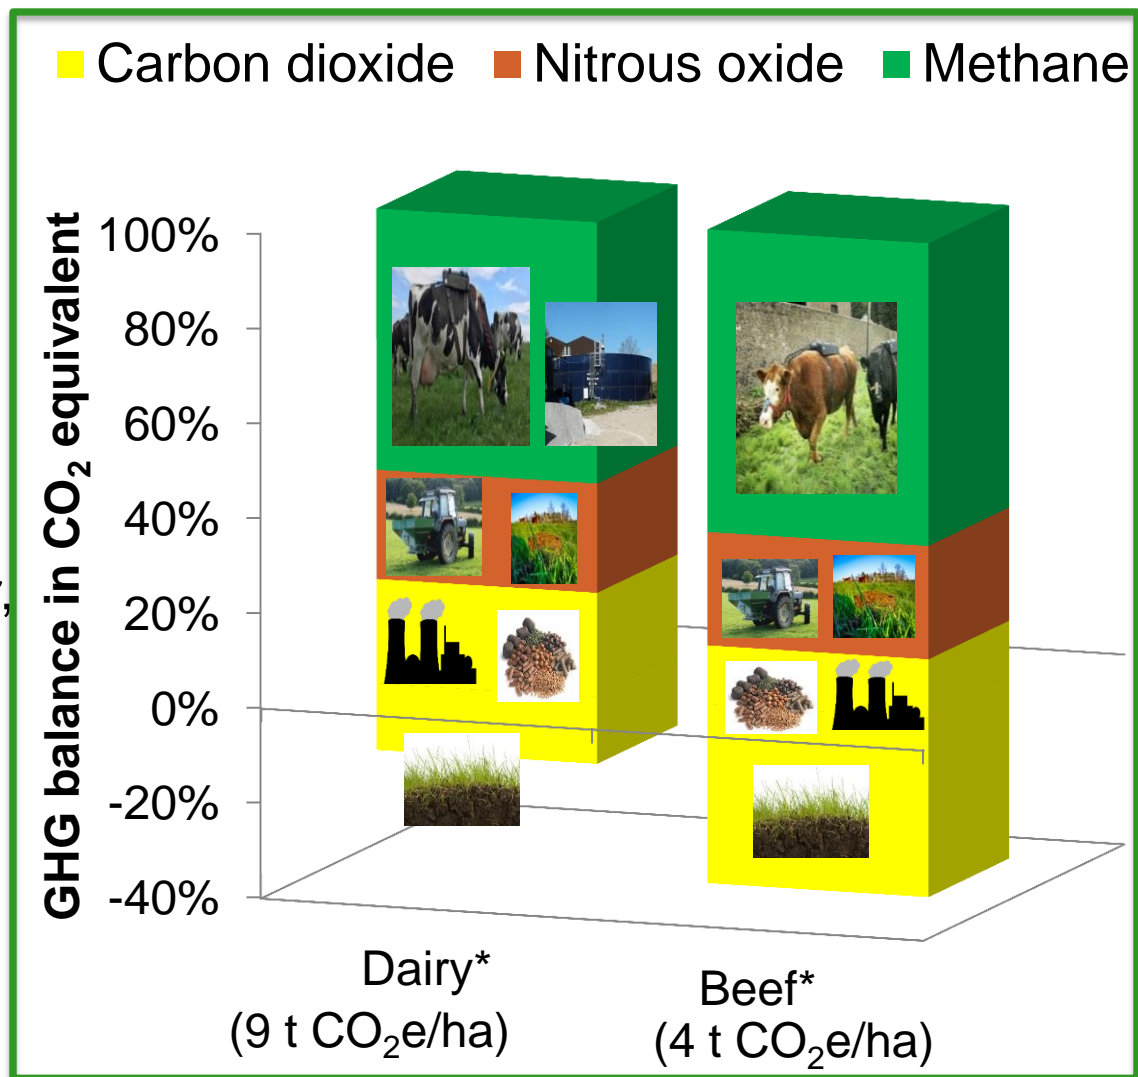 Carbon dioxide Nitrous oxide Methane
GHG balance in CO₂ equivalent
100%
80%
60%
40%
20%
0%
-20%
-40%
Dairy*
(9 t CO₂e/ha)
Beef*
(4 t CO₂e/ha)